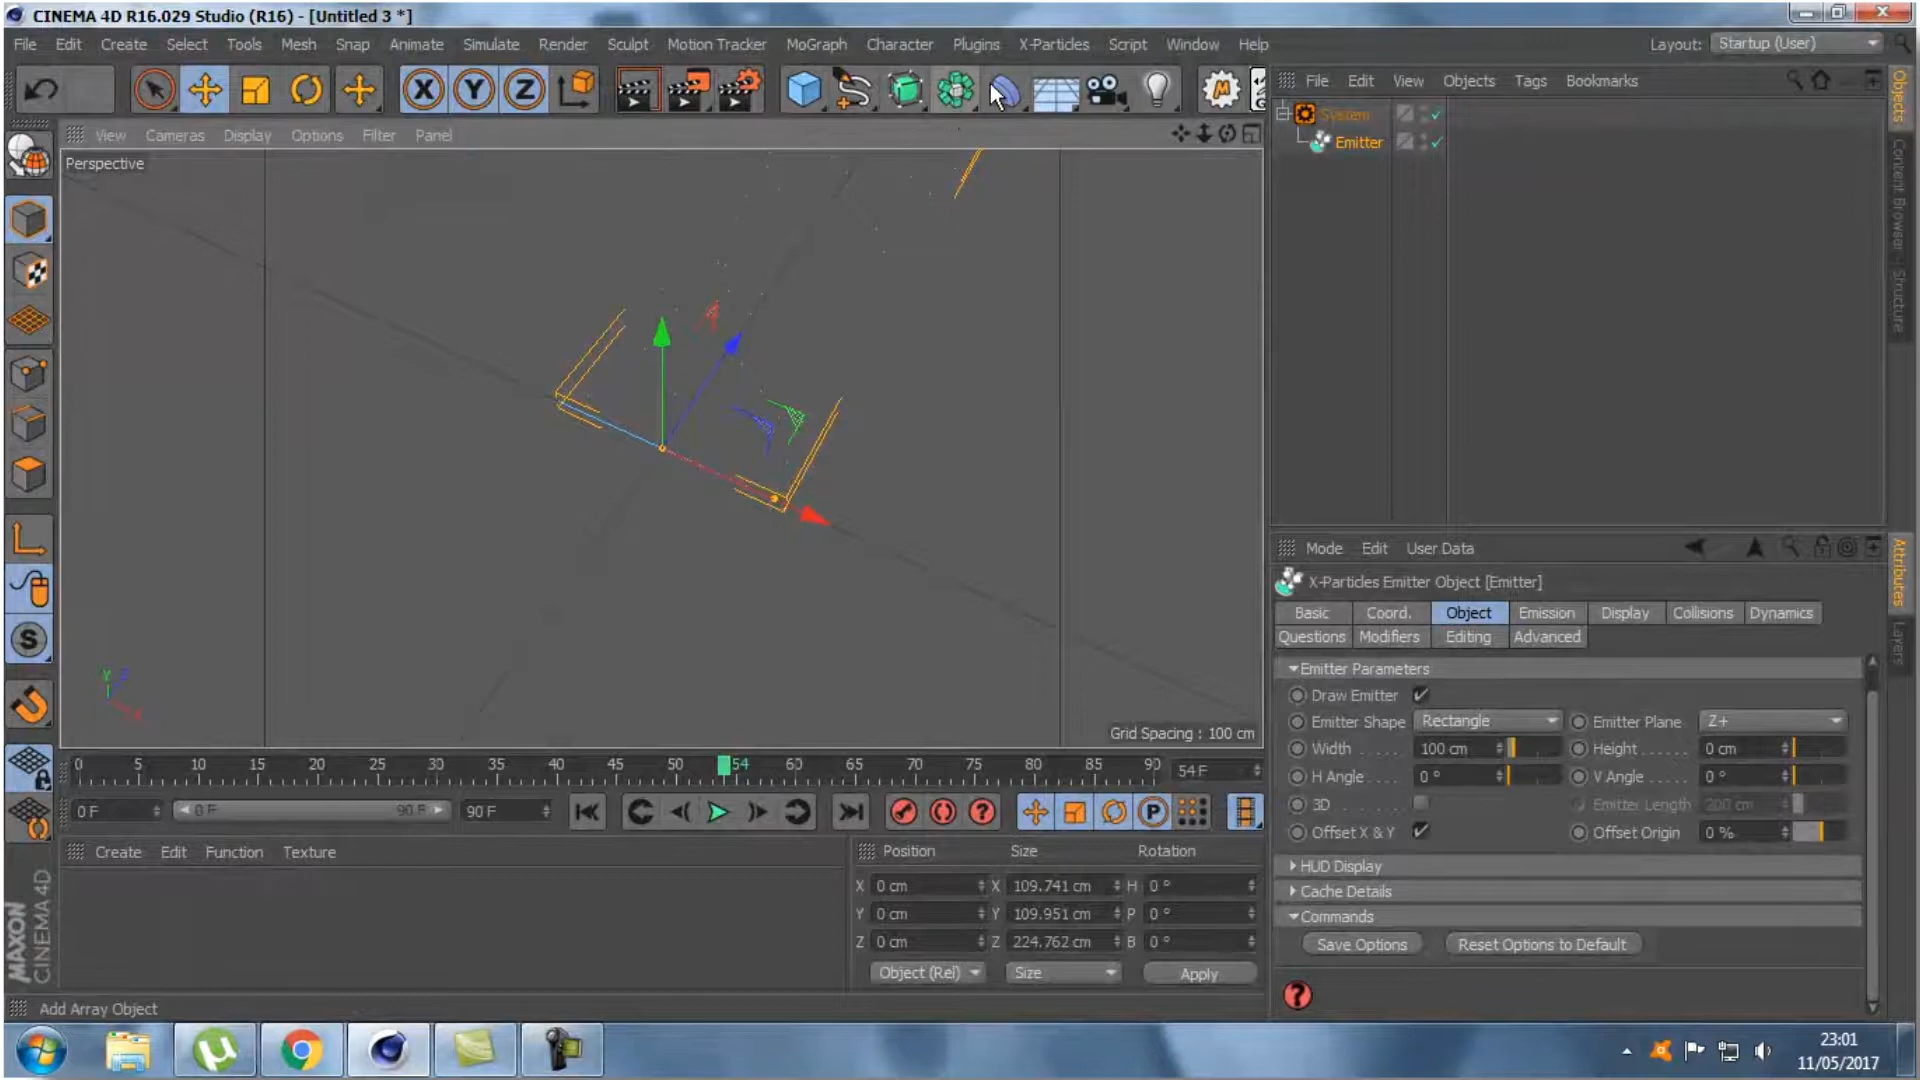 CINEMA 4D R16.029 Studio (R16) - [Untitled 3 *]
File Edit Create Select Tools Mesh Snap Animate Simulate Render Sculpt Motion Tracker MoGraph Character Plugins X-Particles Script Window Help
Layout: Startup (User)
X Y Z
View Cameras Display Options Filter Panel
Perspective
Grid Spacing : 100 cm
0 5 10 15 20 25 30 35 40 45 50 54 60 65 70 75 80 85 90 54 F
0 F 0 F 90 F 90 F
Create Edit Function Texture
Position Size Rotation
X 0 cm X 109.741 cm H 0 °
Y 0 cm Y 109.951 cm P 0 °
Z 0 cm Z 224.762 cm B 0 °
Object (Rel) Size Apply
MAXON
CINEMA 4D
Add Array Object
File Edit View Objects Tags Bookmarks
System
Emitter
Objects
Content Browser
Structure
Mode Edit User Data
X-Particles Emitter Object [Emitter]
Basic Coord. Object Emission Display Collisions Dynamics
Questions Modifiers Editing Advanced
Emitter Parameters
Draw Emitter
Emitter Shape Rectangle Emitter Plane Z+
Width 100 cm Height 0 cm
H Angle 0 ° V Angle 0 °
3D Emitter Length 200 cm
Offset X & Y Offset Origin 0 %
HUD Display
Cache Details
Commands
Save Options Reset Options to Default
Attributes
Layers
23:01
11/05/2017